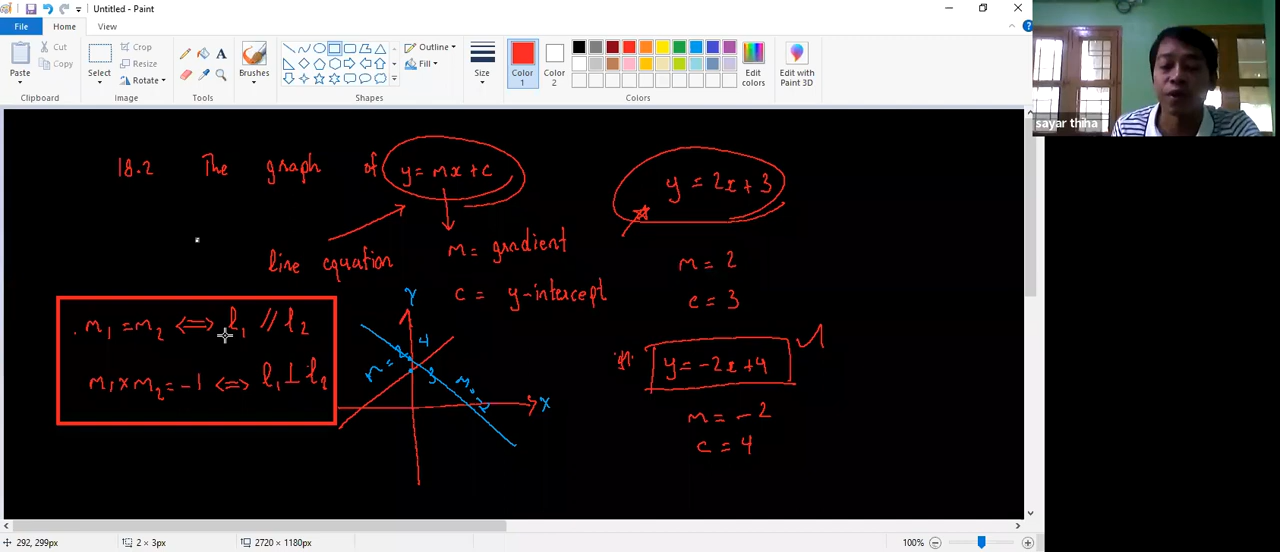 Untitled - Paint
File
Home
View
Paste
Cut
Copy
Clipboard
Select
Crop
Resize
Rotate
Image
Tools
Brushes
Shapes
Outline
Fill
Size
Color 1
Color 2
Edit colors
Colors
Edit with Paint 3D
sayar thiha
18.2 The graph of y = mx + c
y = 2x + 3
line equation
m = gradient
c = y-intercept
m = 2
c = 3
m₁ = m₂ <=> l₁ // l₂
m₁ x m₂ = -1 <=> l₁ ⊥ l₂
Y
4
3
X
y = -2x + 4
m = -2
c = 4
292, 299px
2 × 3px
2720 × 1180px
100%